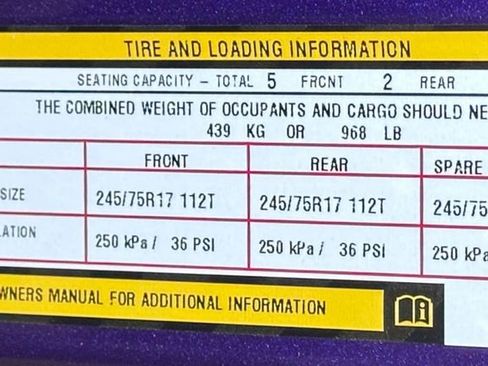 TIRE AND LOADING INFORMATION
SEATING CAPACITY – TOTAL 5 FRONT 2 REAR
THE COMBINED WEIGHT OF OCCUPANTS AND CARGO SHOULD NE
439 KG OR 968 LB
FRONT REAR SPARE
SIZE 245/75R17 112T 245/75R17 112T 245/75
LATION 250 kPa / 36 PSI 250 kPa / 36 PSI 250 kPa
WNERS MANUAL FOR ADDITIONAL INFORMATION